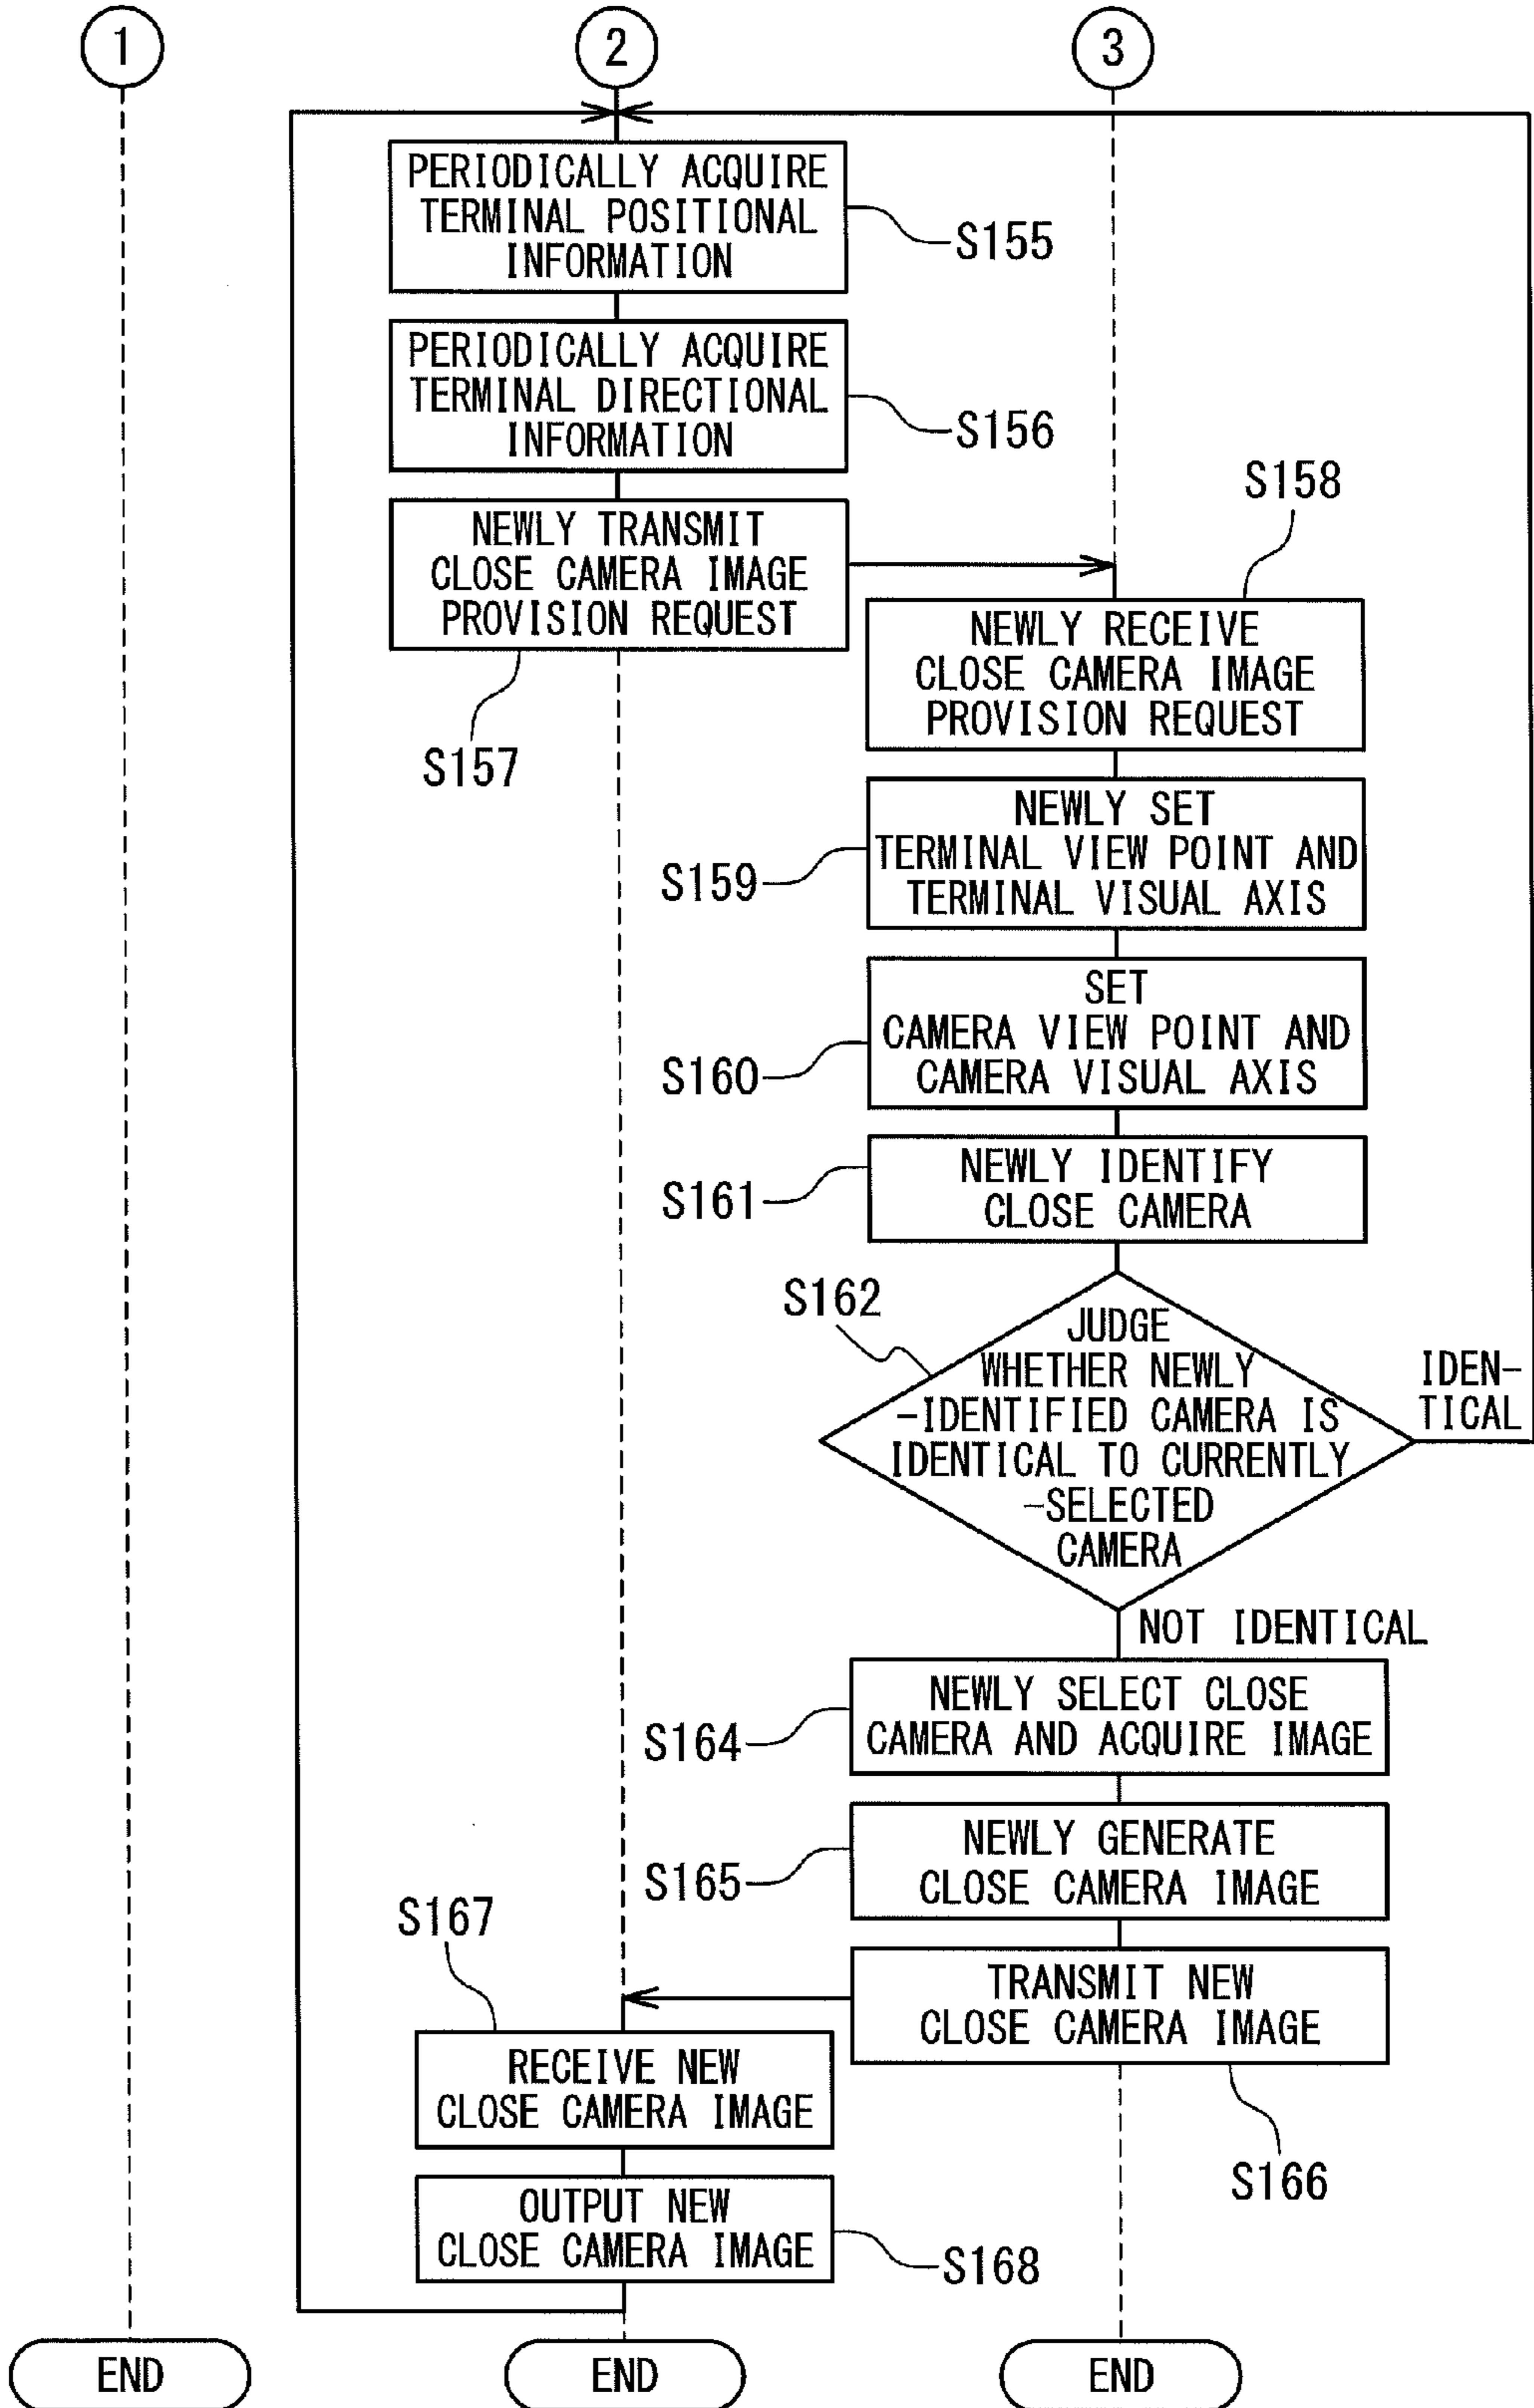 1
2
3
PERIODICALLY ACQUIRE
TERMINAL POSITIONAL
INFORMATION
S155
PERIODICALLY ACQUIRE
TERMINAL DIRECTIONAL
INFORMATION
S156
NEWLY TRANSMIT
CLOSE CAMERA IMAGE
PROVISION REQUEST
S157
S158
NEWLY RECEIVE
CLOSE CAMERA IMAGE
PROVISION REQUEST
NEWLY SET
TERMINAL VIEW POINT AND
TERMINAL VISUAL AXIS
S159
SET
CAMERA VIEW POINT AND
CAMERA VISUAL AXIS
S160
NEWLY IDENTIFY
CLOSE CAMERA
S161
S162
JUDGE
WHETHER NEWLY
-IDENTIFIED CAMERA IS
IDENTICAL TO CURRENTLY
-SELECTED
CAMERA
IDEN-
TICAL
NOT IDENTICAL
NEWLY SELECT CLOSE
CAMERA AND ACQUIRE IMAGE
S164
NEWLY GENERATE
CLOSE CAMERA IMAGE
S165
TRANSMIT NEW
CLOSE CAMERA IMAGE
S166
S167
RECEIVE NEW
CLOSE CAMERA IMAGE
OUTPUT NEW
CLOSE CAMERA IMAGE
S168
END
END
END